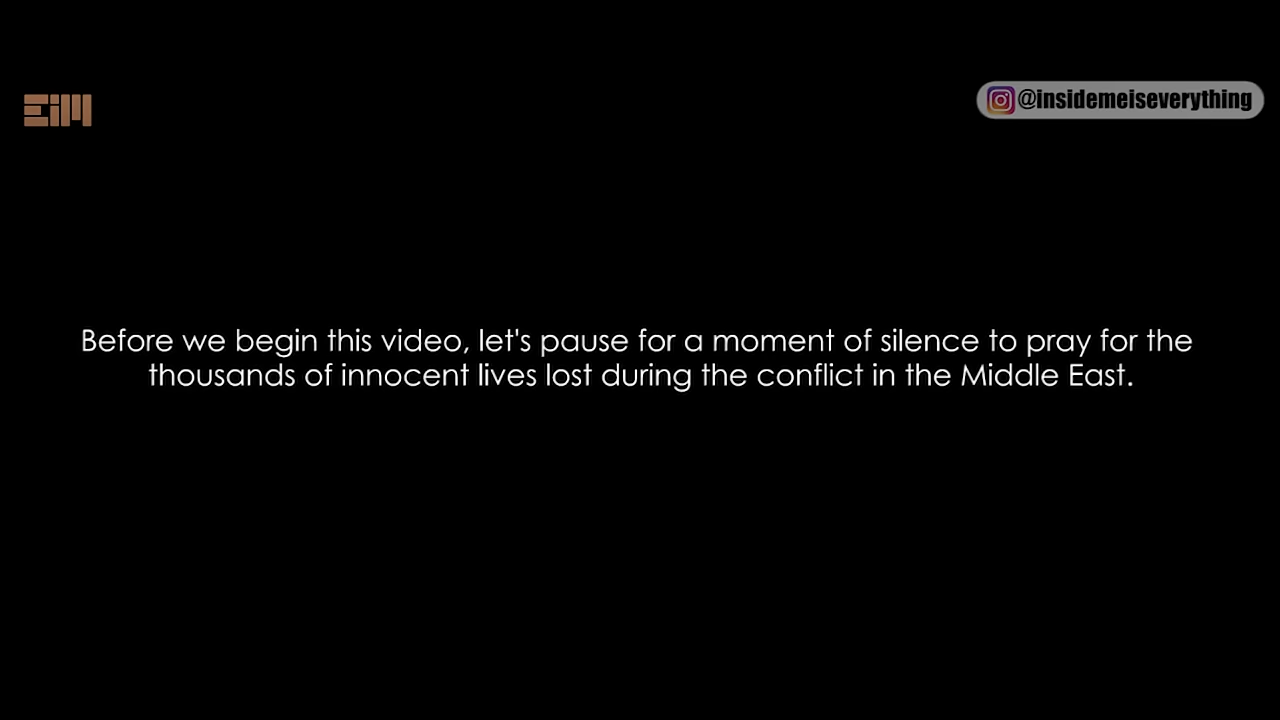 EiM
@insidemeiseverything
Before we begin this video, let's pause for a moment of silence to pray for the
thousands of innocent lives lost during the conflict in the Middle East.